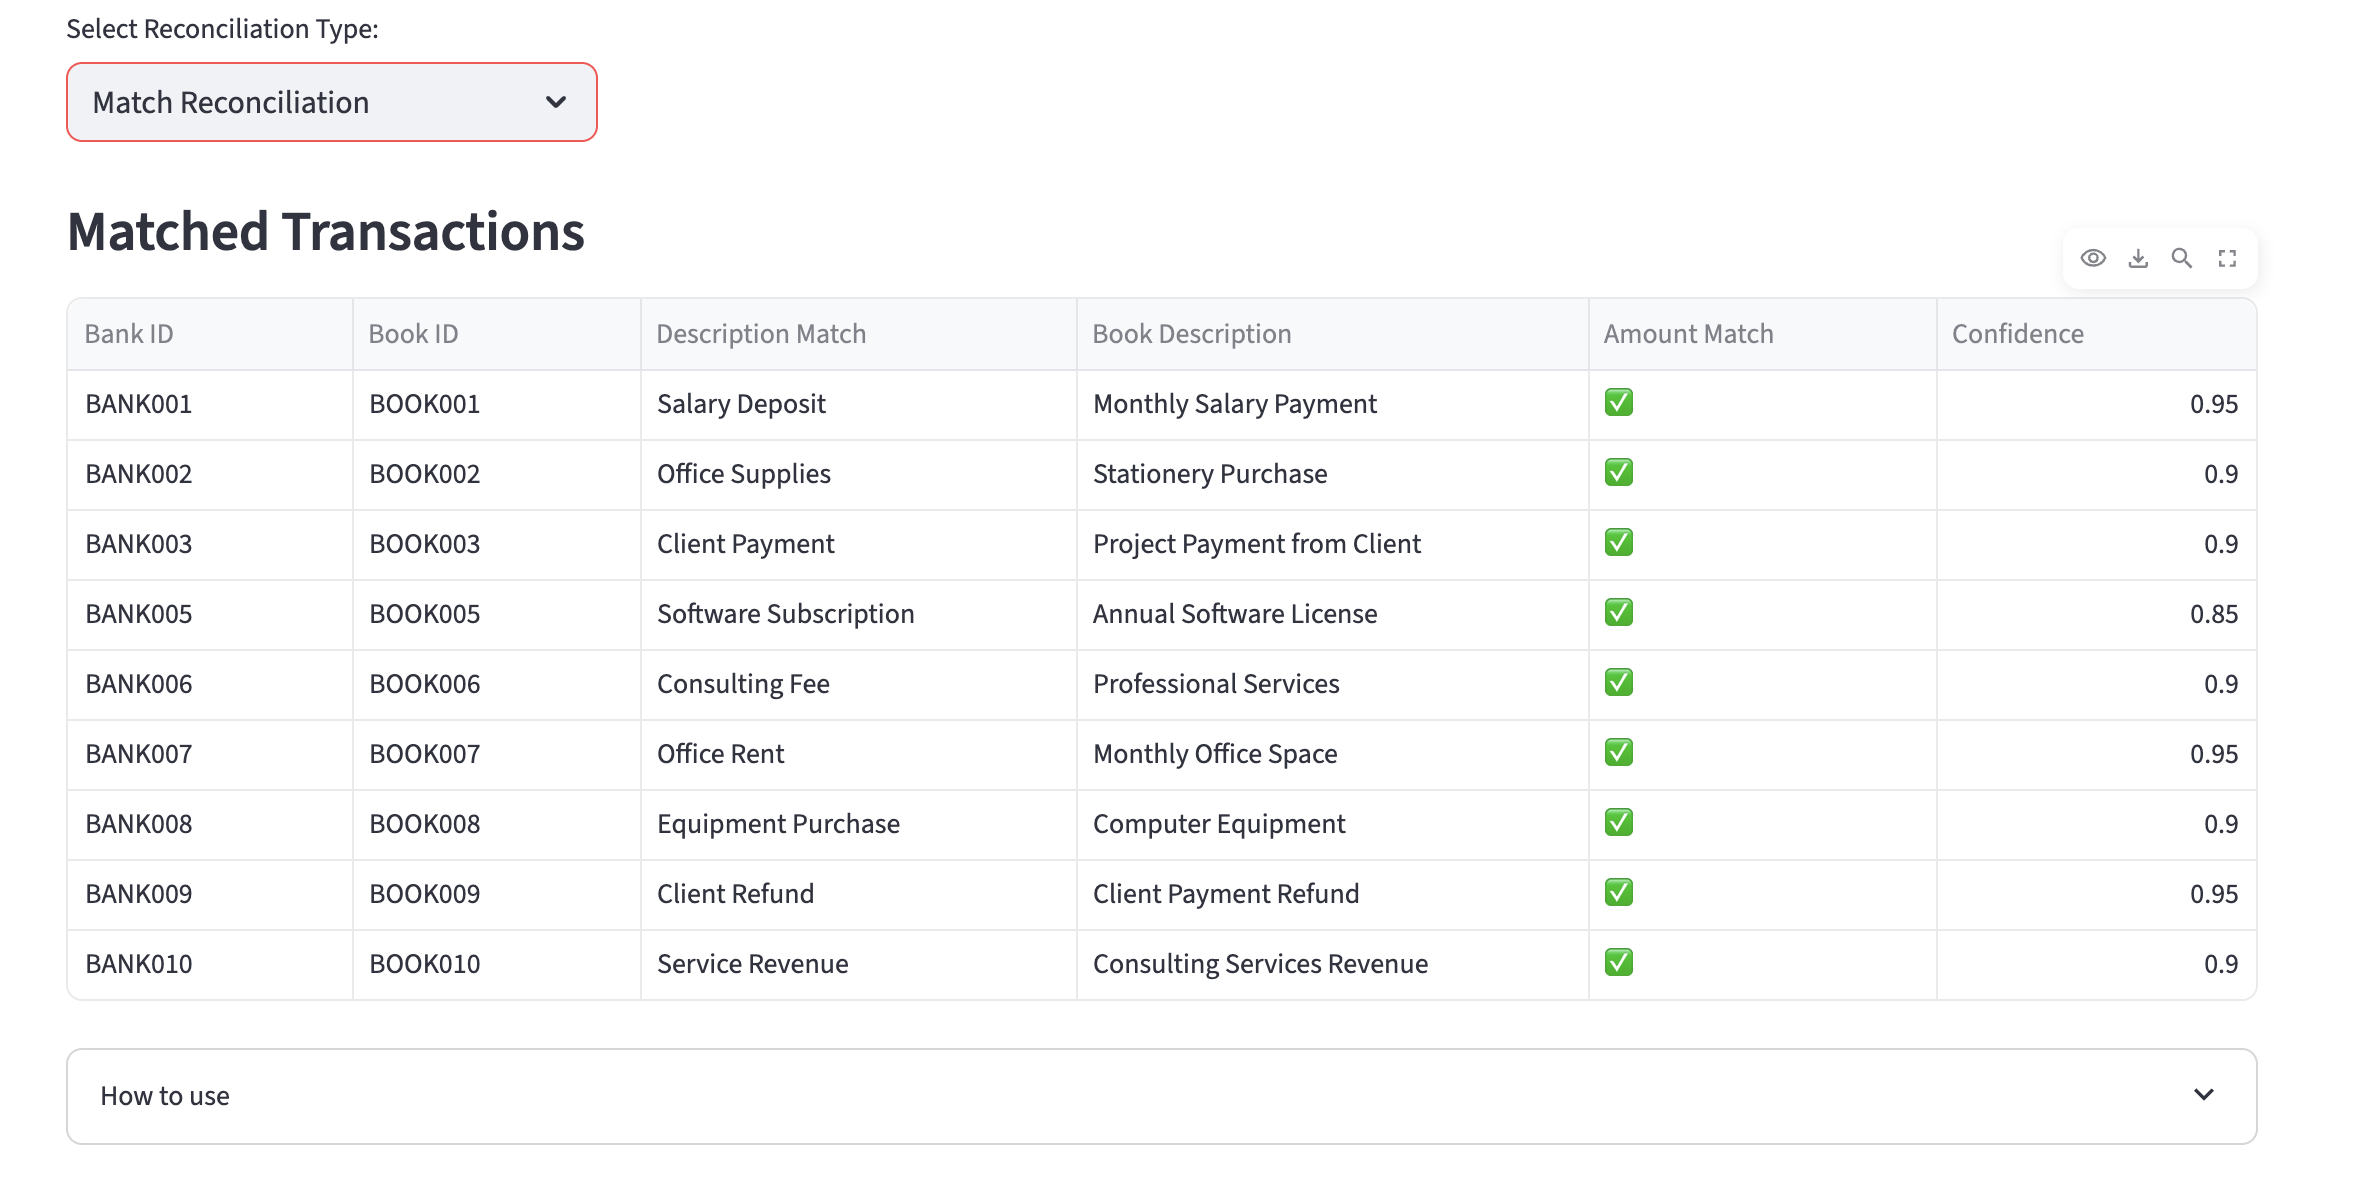 Select Reconciliation Type:
Match Reconciliation
Matched Transactions
Bank ID Book ID Description Match Book Description Amount Match Confidence
BANK001 BOOK001 Salary Deposit Monthly Salary Payment ✅ 0.95
BANK002 BOOK002 Office Supplies Stationery Purchase ✅ 0.9
BANK003 BOOK003 Client Payment Project Payment from Client ✅ 0.9
BANK005 BOOK005 Software Subscription Annual Software License ✅ 0.85
BANK006 BOOK006 Consulting Fee Professional Services ✅ 0.9
BANK007 BOOK007 Office Rent Monthly Office Space ✅ 0.95
BANK008 BOOK008 Equipment Purchase Computer Equipment ✅ 0.9
BANK009 BOOK009 Client Refund Client Payment Refund ✅ 0.95
BANK010 BOOK010 Service Revenue Consulting Services Revenue ✅ 0.9
How to use